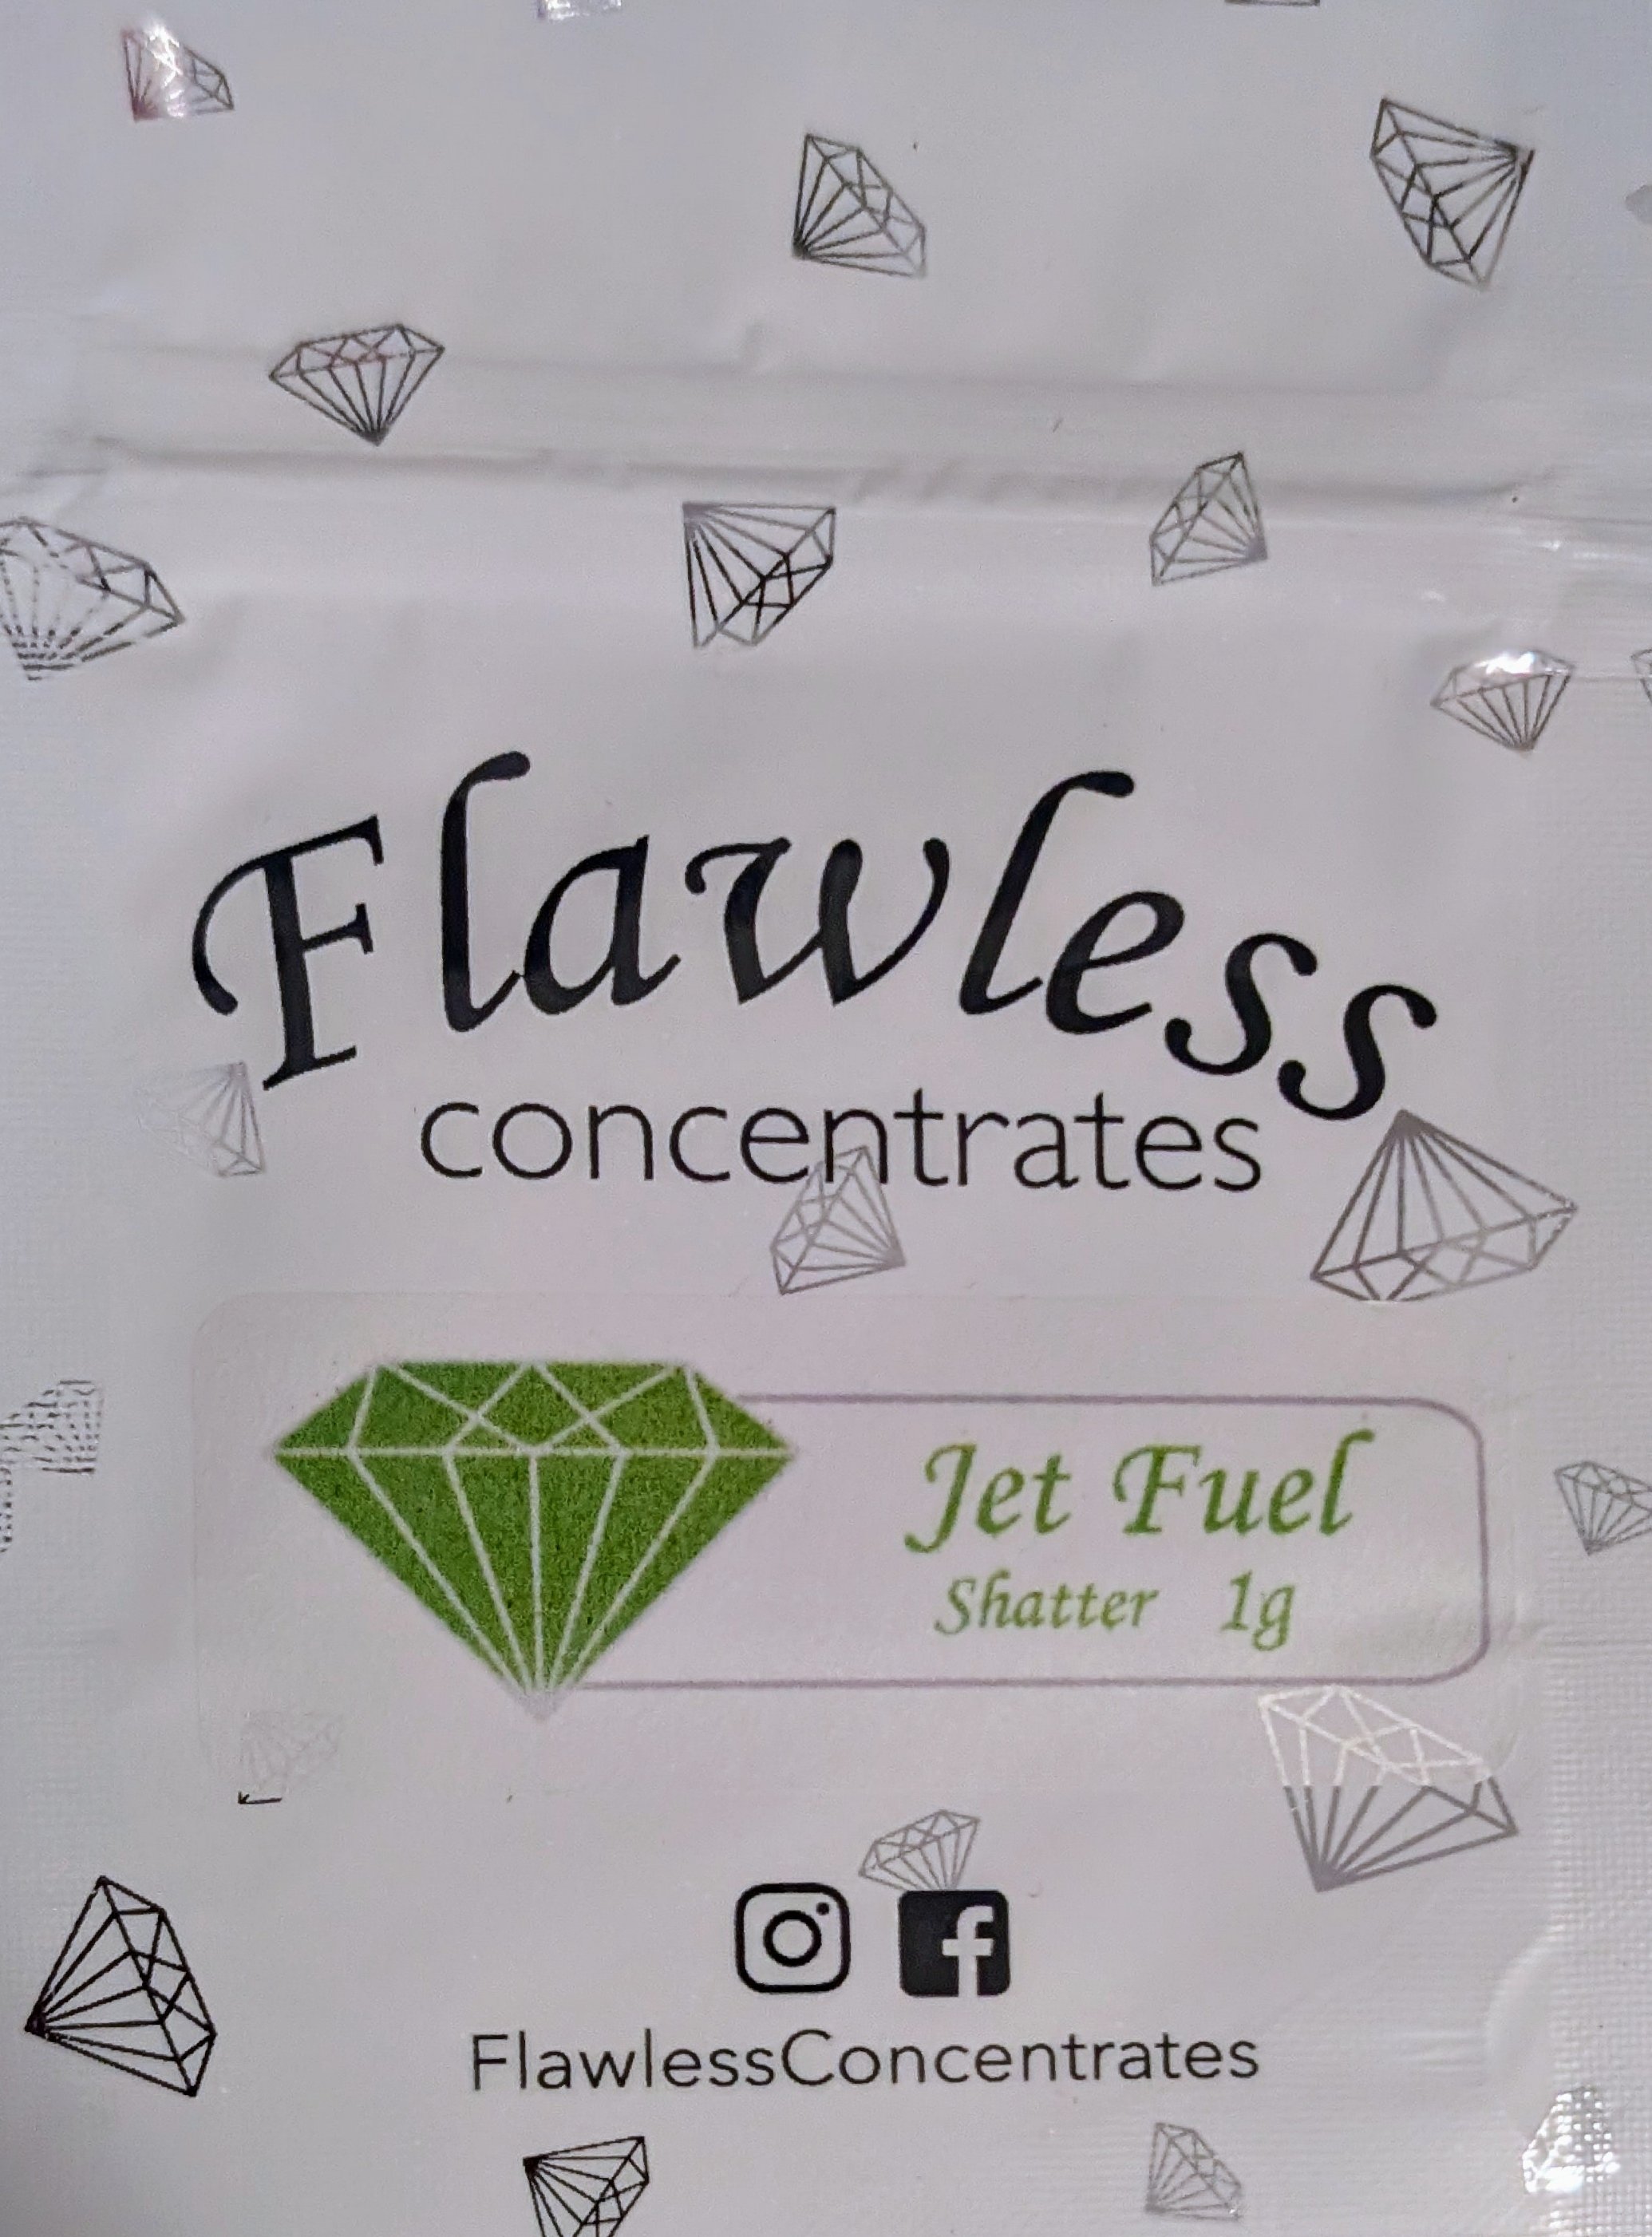 Flawless
concentrates
Jet Fuel
Shatter 1g
FlawlessConcentrates